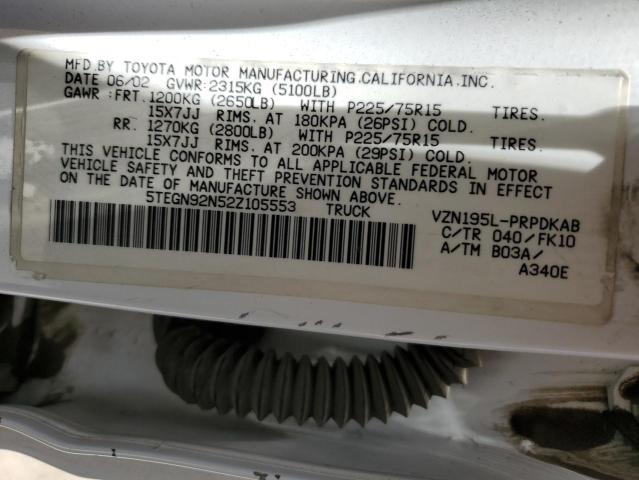 MFD.BY TOYOTA MOTOR MANUFACTURING.CALIFORNIA.INC.
DATE 06/02 GVWR:2315KG (5100LB)
GAWR :FRT.1200KG (2650LB) WITH P225/75R15 TIRES.
15X7JJ RIMS. AT 180KPA (26PSI) COLD.
RR. 1270KG (2800LB) WITH P225/75R15 TIRES.
15X7JJ RIMS. AT 200KPA (29PSI) COLD.
THIS VEHICLE CONFORMS TO ALL APPLICABLE FEDERAL MOTOR
VEHICLE SAFETY AND THEFT PREVENTION STANDARDS IN EFFECT
ON THE DATE OF MANUFACTURE SHOWN ABOVE.
5TEGN92N52Z105553 TRUCK VZN195L-PRPDKAB
C/TR 040/FK10
A/TM B03A/
A340E